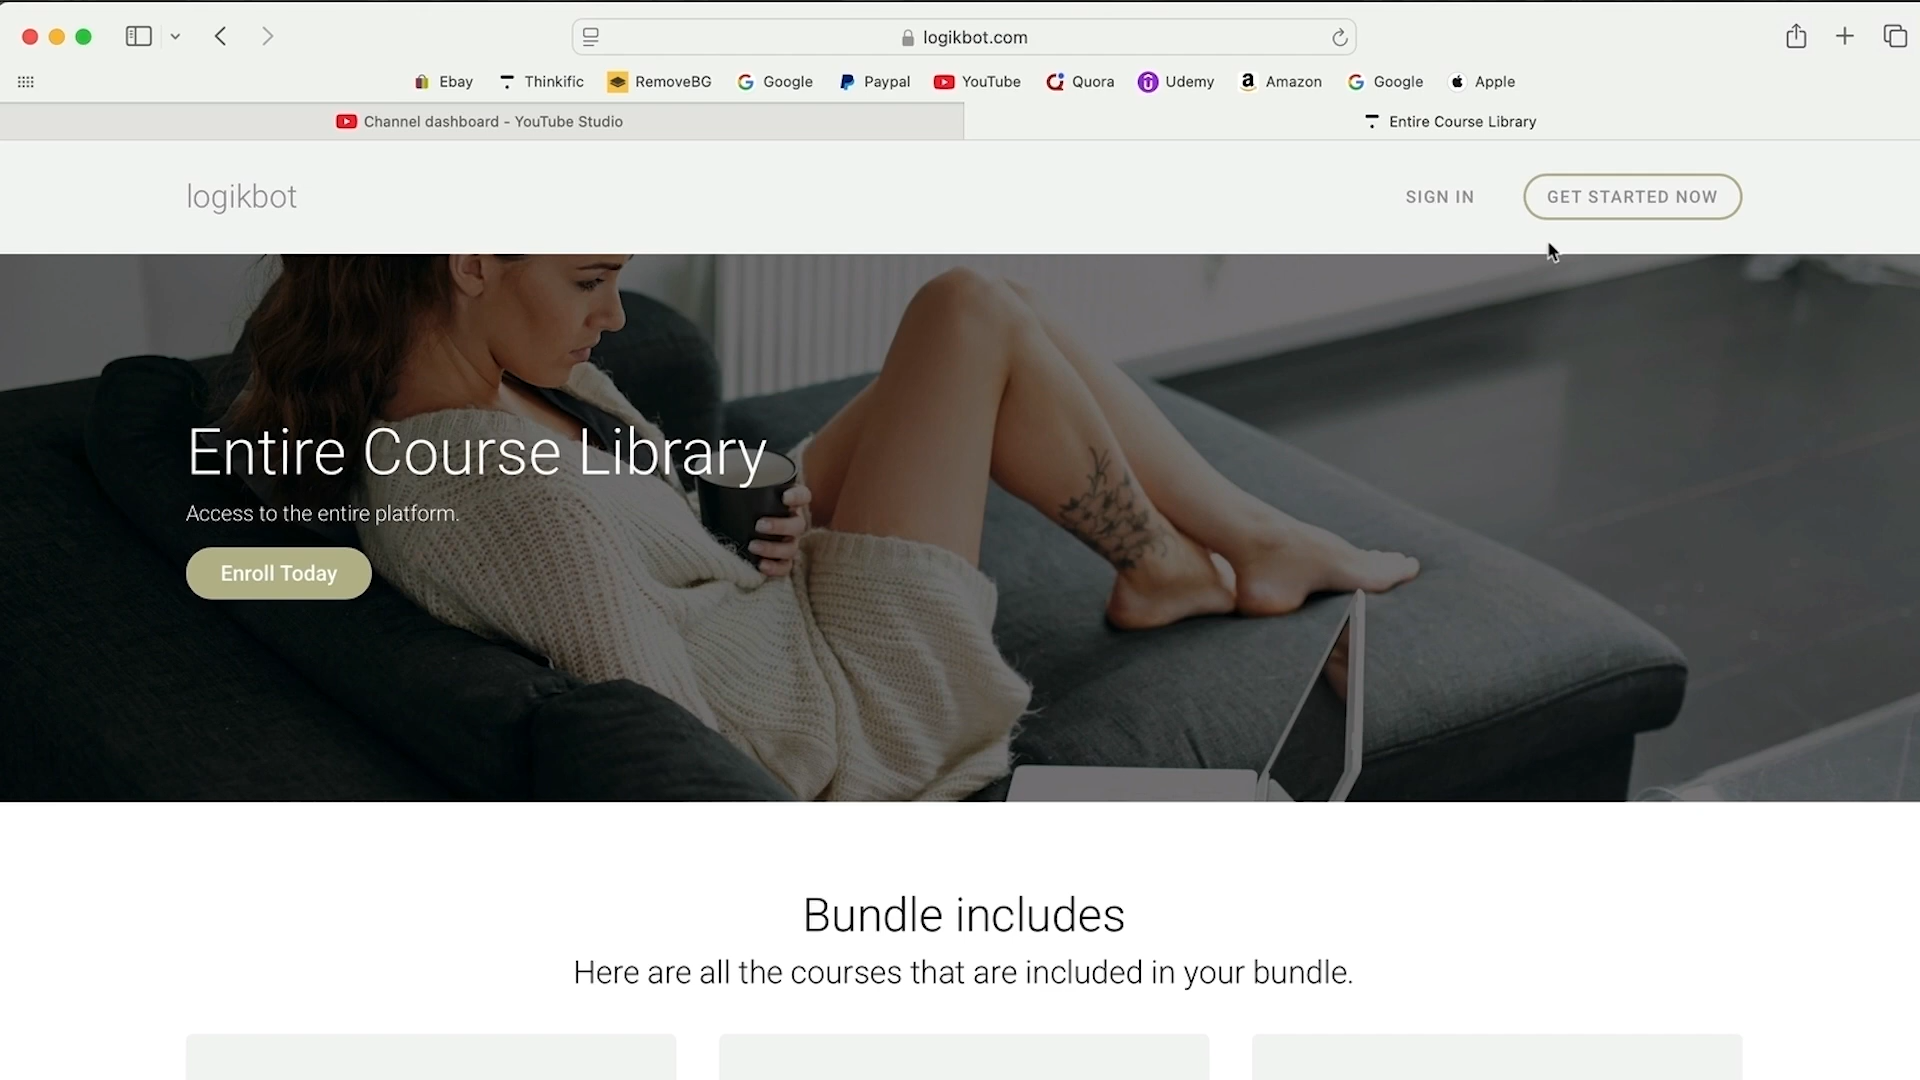 logikbot.com
Ebay Thinkific RemoveBG Google Paypal YouTube Quora Udemy Amazon Google Apple
Channel dashboard - YouTube Studio
Entire Course Library
logikbot
SIGN IN
GET STARTED NOW
Entire Course Library
Access to the entire platform.
Enroll Today
Bundle includes
Here are all the courses that are included in your bundle.